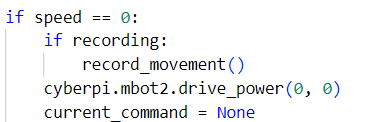 if speed == 0:
    if recording:
        record_movement()
    cyberpi.mbot2.drive_power(0, 0)
    current_command = None